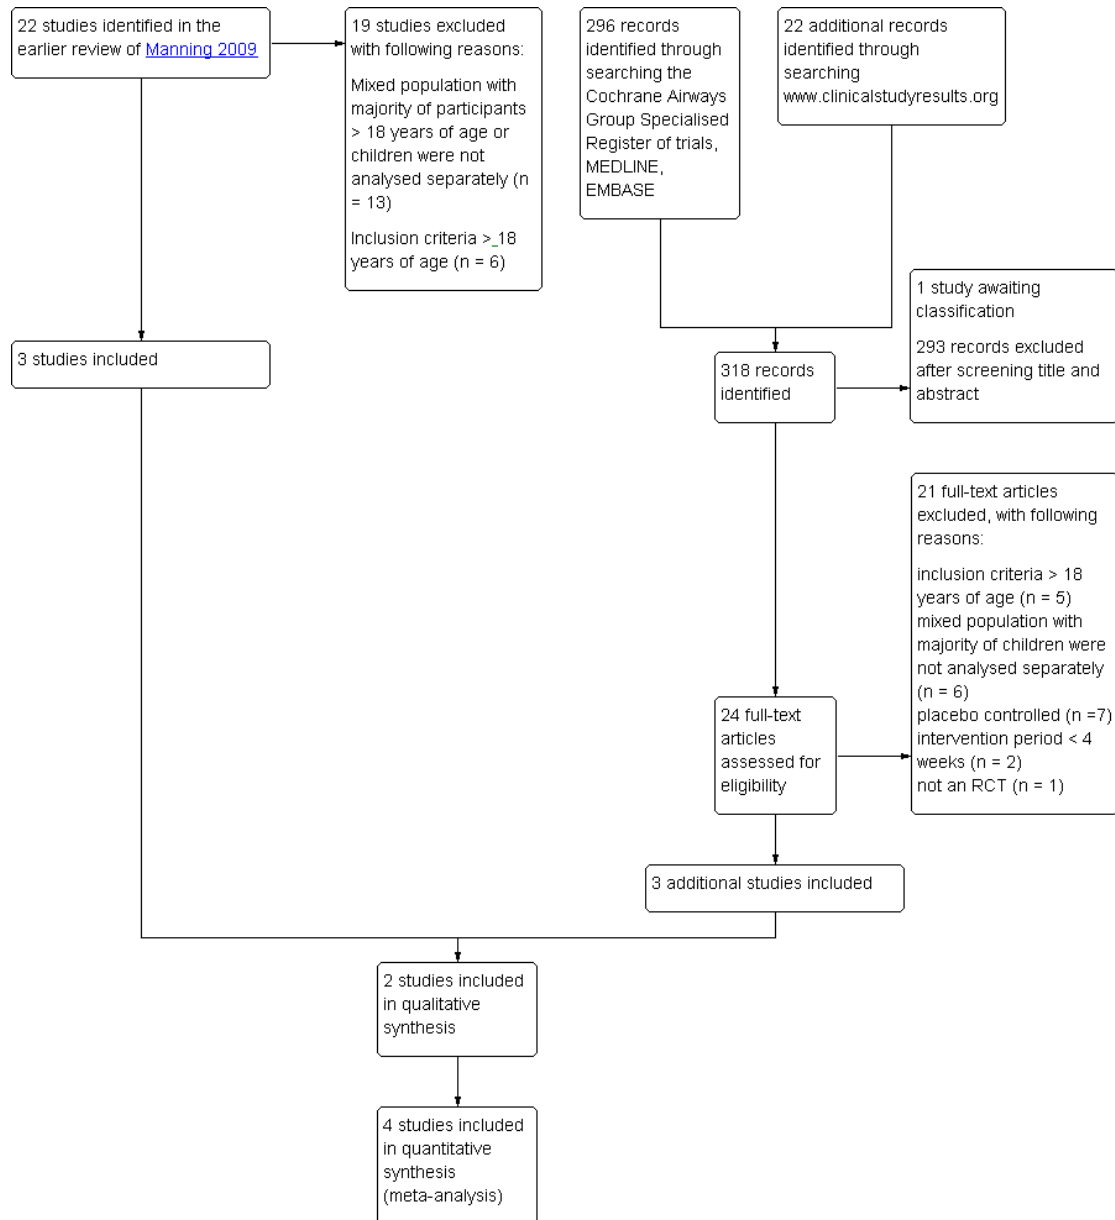 22 studies identified in the
earlier review of Manning 2009
19 studies excluded
with following reasons:
Mixed population with
majority of participants
> 18 years of age or
children were not
analysed separately (n
= 13)
Inclusion criteria > 18
years of age (n = 6)
296 records
identified through
searching the
Cochrane Airways
Group Specialised
Register of trials,
MEDLINE,
EMBASE
22 additional records
identified through
searching
www.clinicalstudyresults.org
3 studies included
318 records
identified
1 study awaiting
classification
293 records excluded
after screening title and
abstract
24 full-text
articles
assessed for
eligibility
21 full-text articles
excluded, with following
reasons:
inclusion criteria > 18
years of age (n = 5)
mixed population with
majority of children were
not analysed separately
(n = 6)
placebo controlled (n =7)
intervention period < 4
weeks (n = 2)
not an RCT (n = 1)
3 additional studies included
2 studies included
in qualitative
synthesis
4 studies included
in quantitative
synthesis
(meta-analysis)